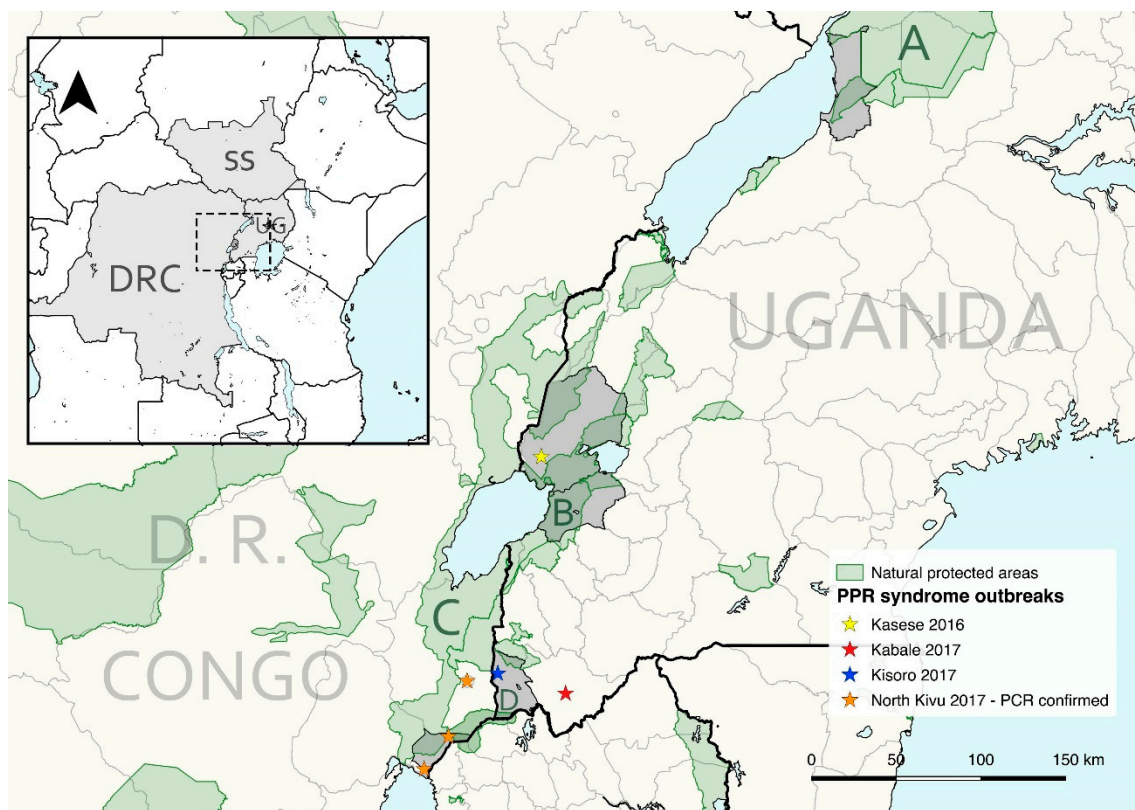 A
SS
UG
DRC
UGANDA
B
D. R.
C
CONGO
D
Natural protected areas
PPR syndrome outbreaks
Kasese 2016
Kabale 2017
Kisoro 2017
North Kivu 2017 - PCR confirmed
0 50 100 150 km